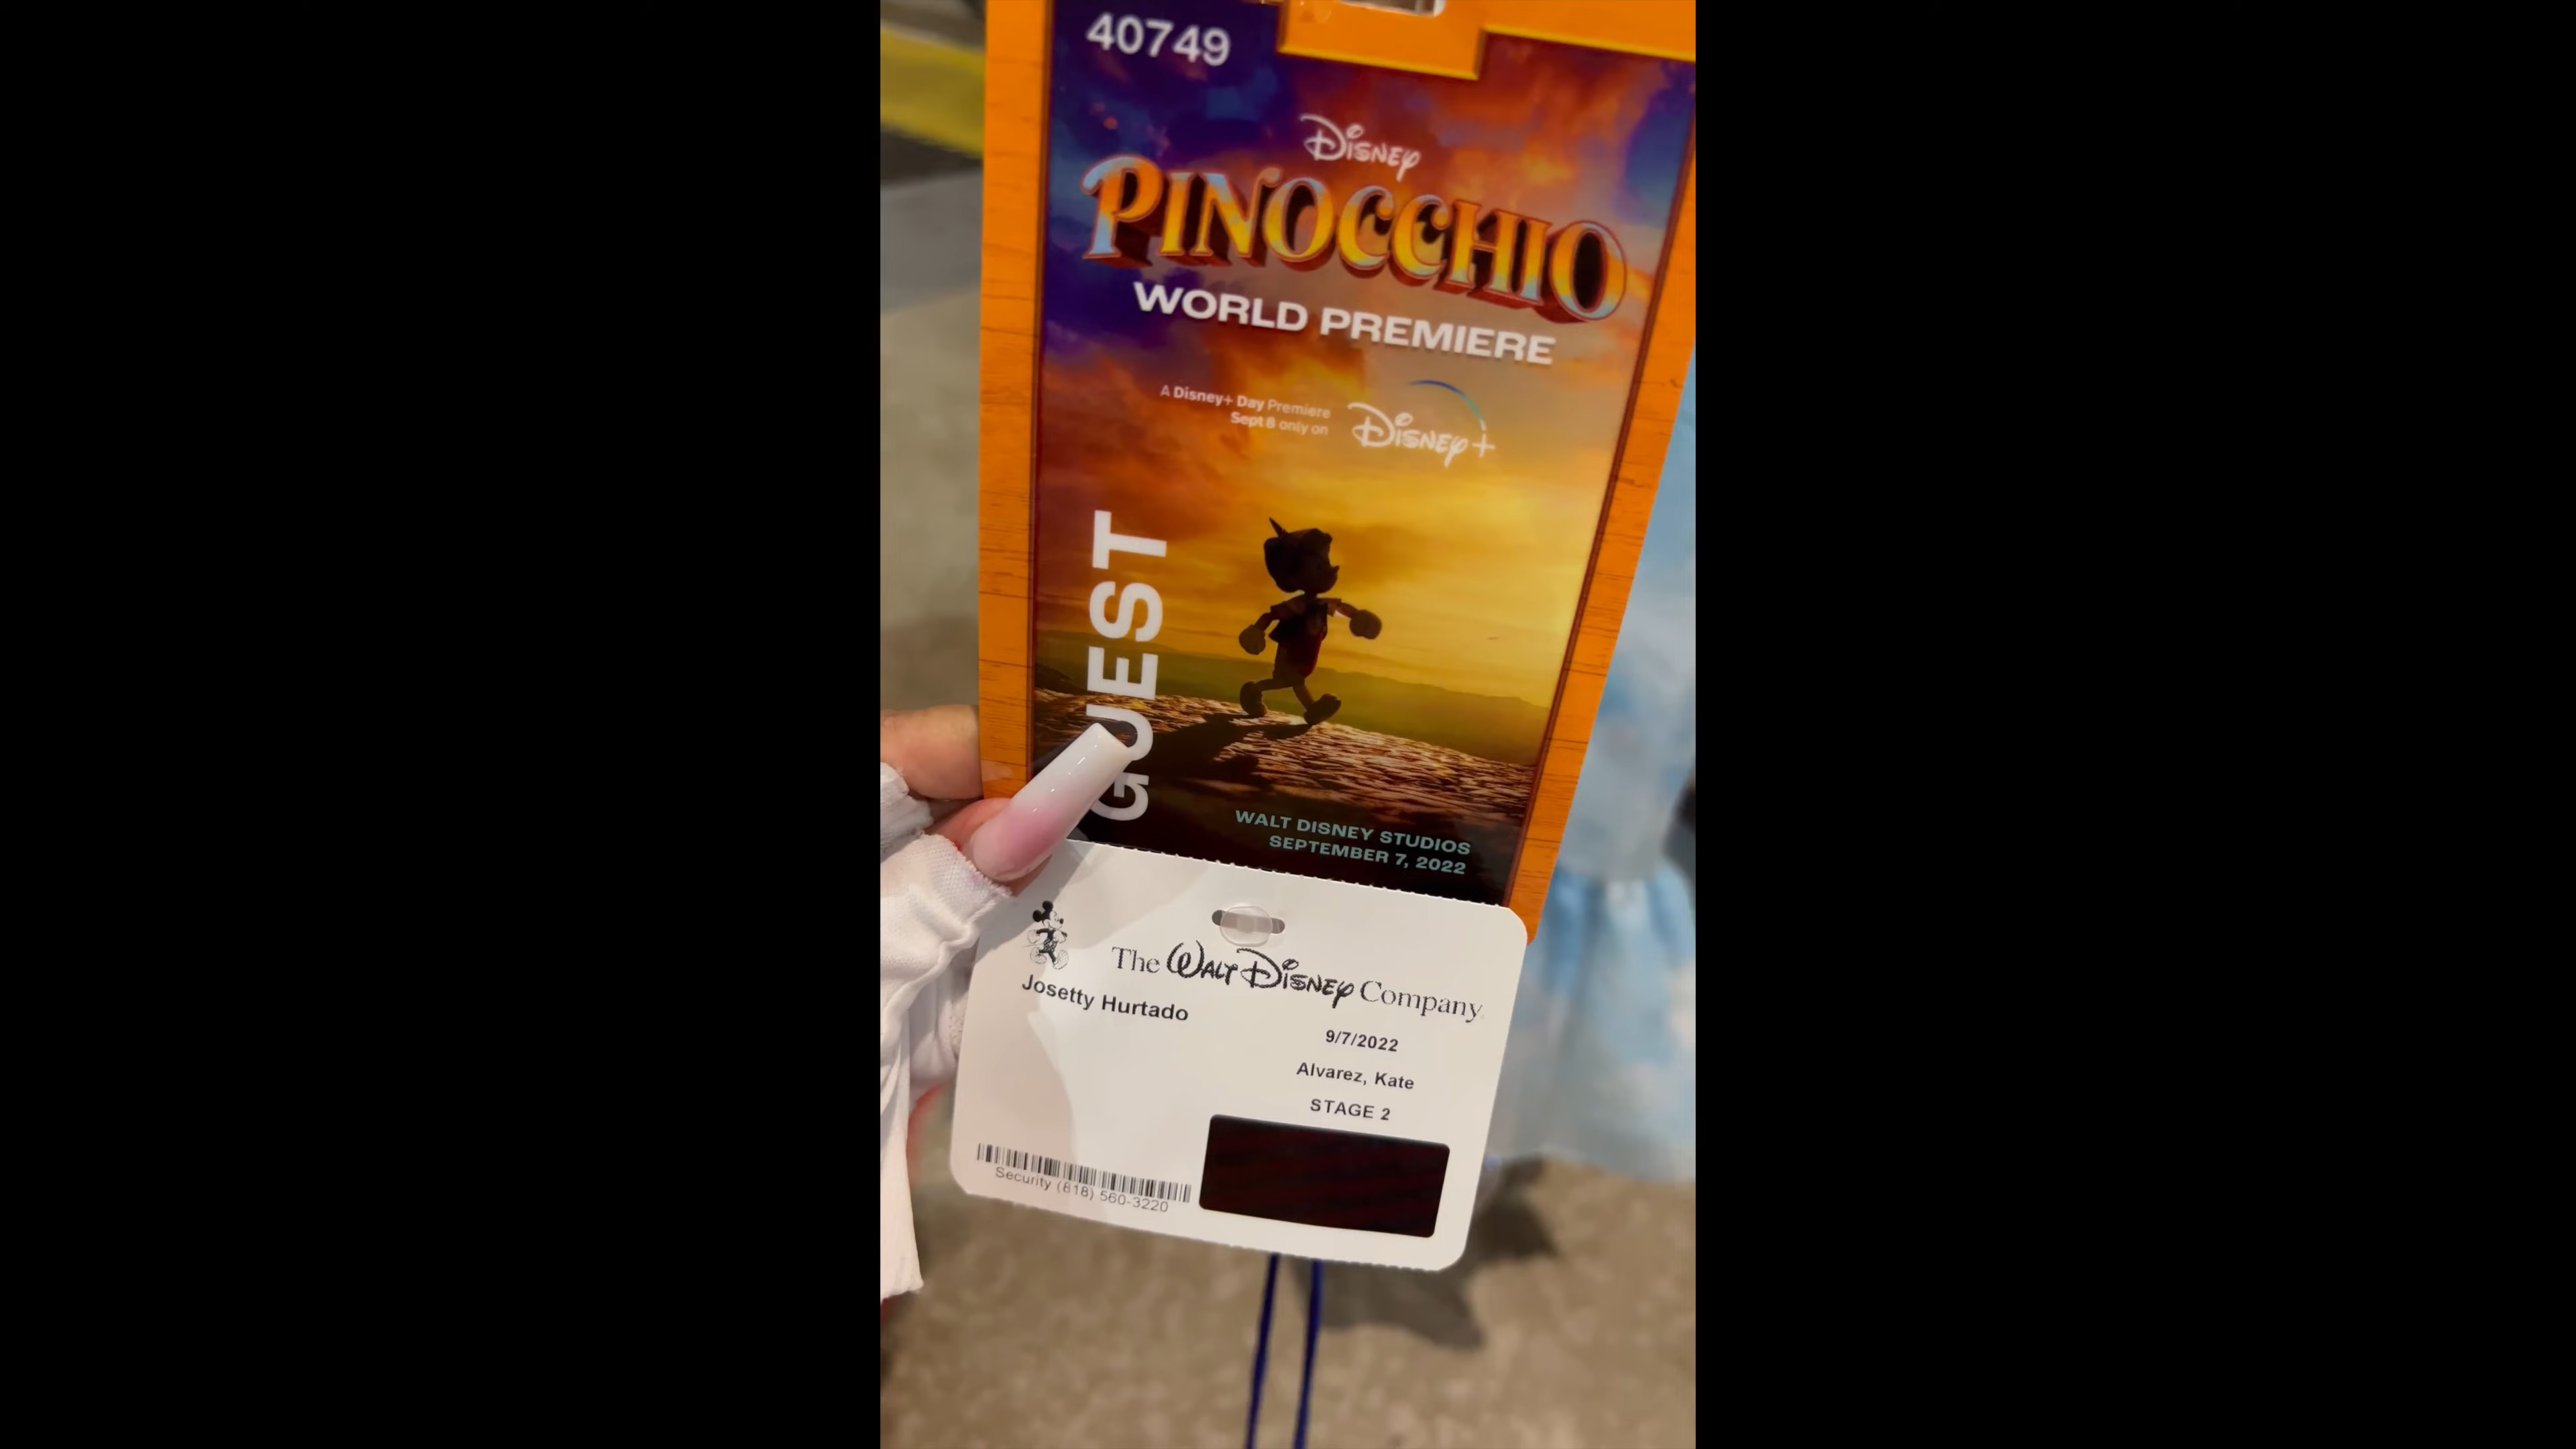 40749
Disney
PINOCCHIO
WORLD PREMIERE
A Disney+ Day Premiere
Sept 8 only on
Disney+
GUEST
WALT DISNEY STUDIOS
SEPTEMBER 7, 2022
The WALT DISNEY Company
Josetty Hurtado
9/7/2022
Alvarez, Kate
STAGE 2
Security (818) 560-3220